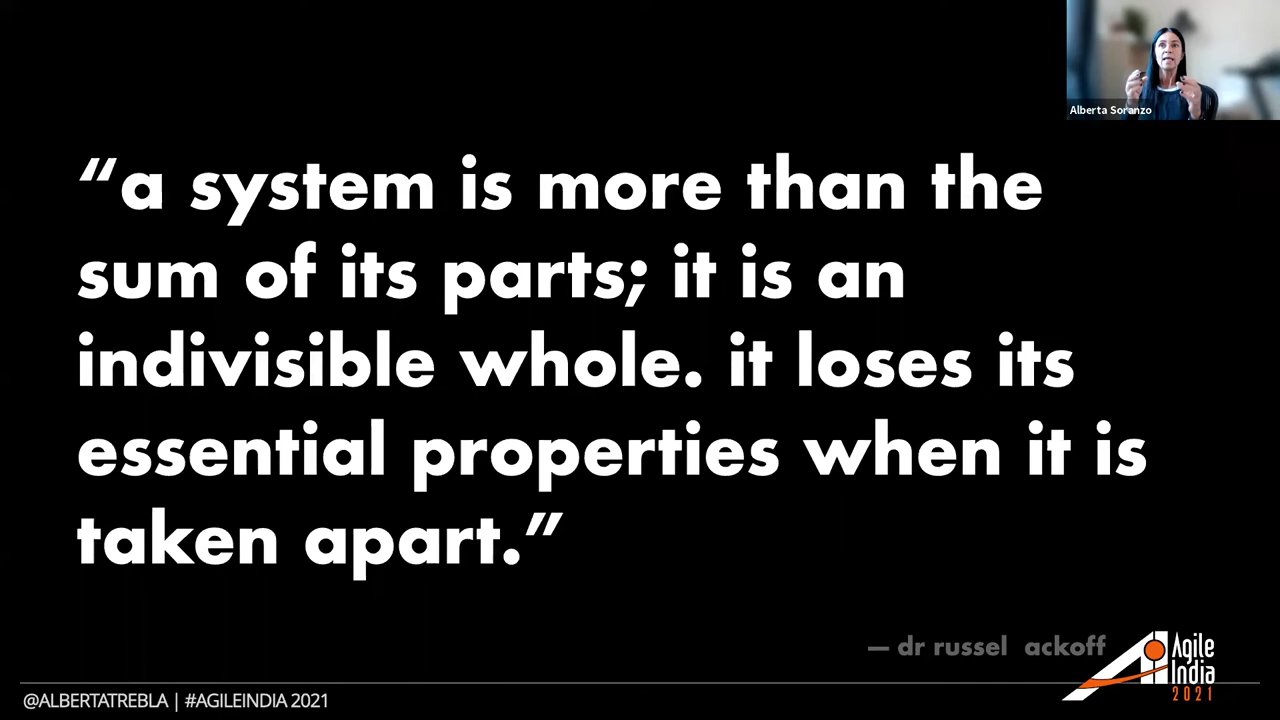 Alberta Soranzo
“a system is more than the
sum of its parts; it is an
indivisible whole. it loses its
essential properties when it is
taken apart.”
— dr russel ackoff
Agile
India
2021
@ALBERTATREBLA | #AGILEINDIA 2021